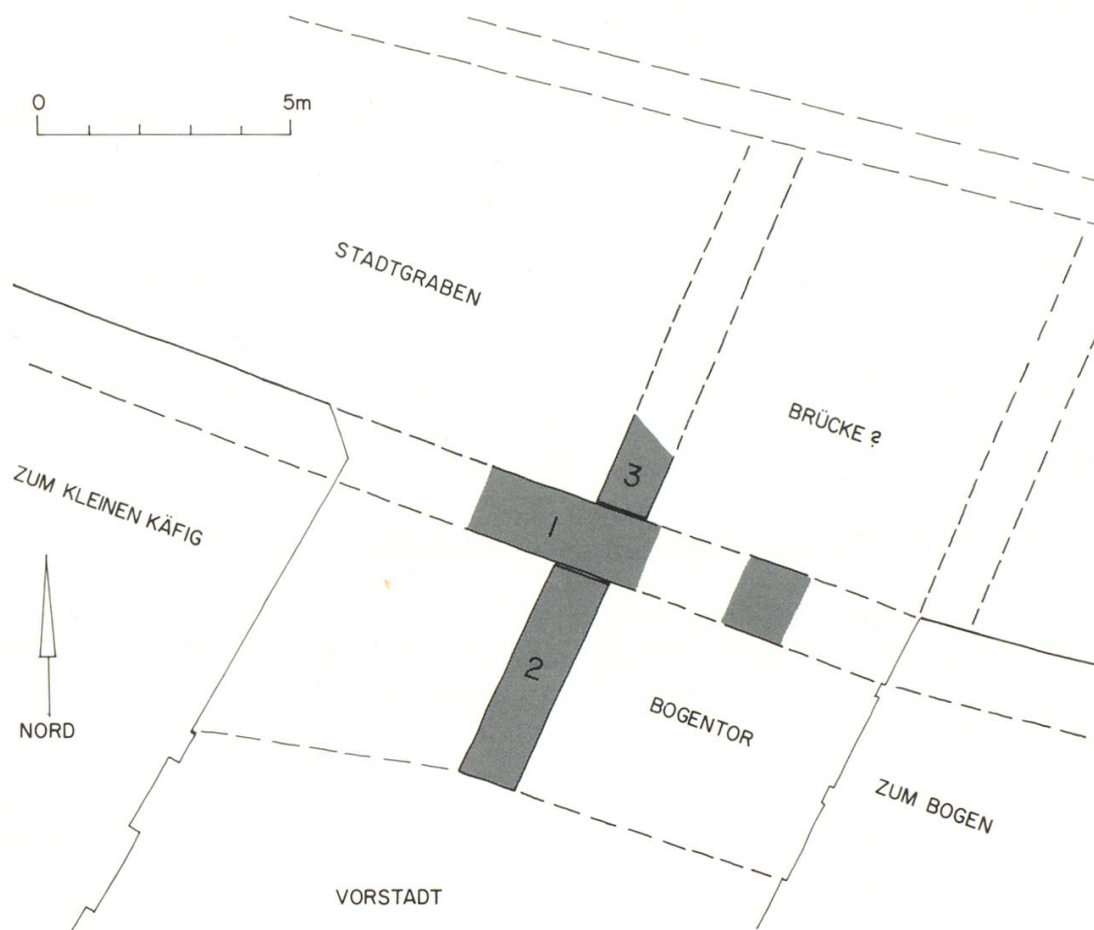 0 5m
STADTGRABEN
BRÜCKE ?
3
ZUM KLEINEN KÄFIG
1
2
NORD
BOGENTOR
ZUM BOGEN
VORSTADT